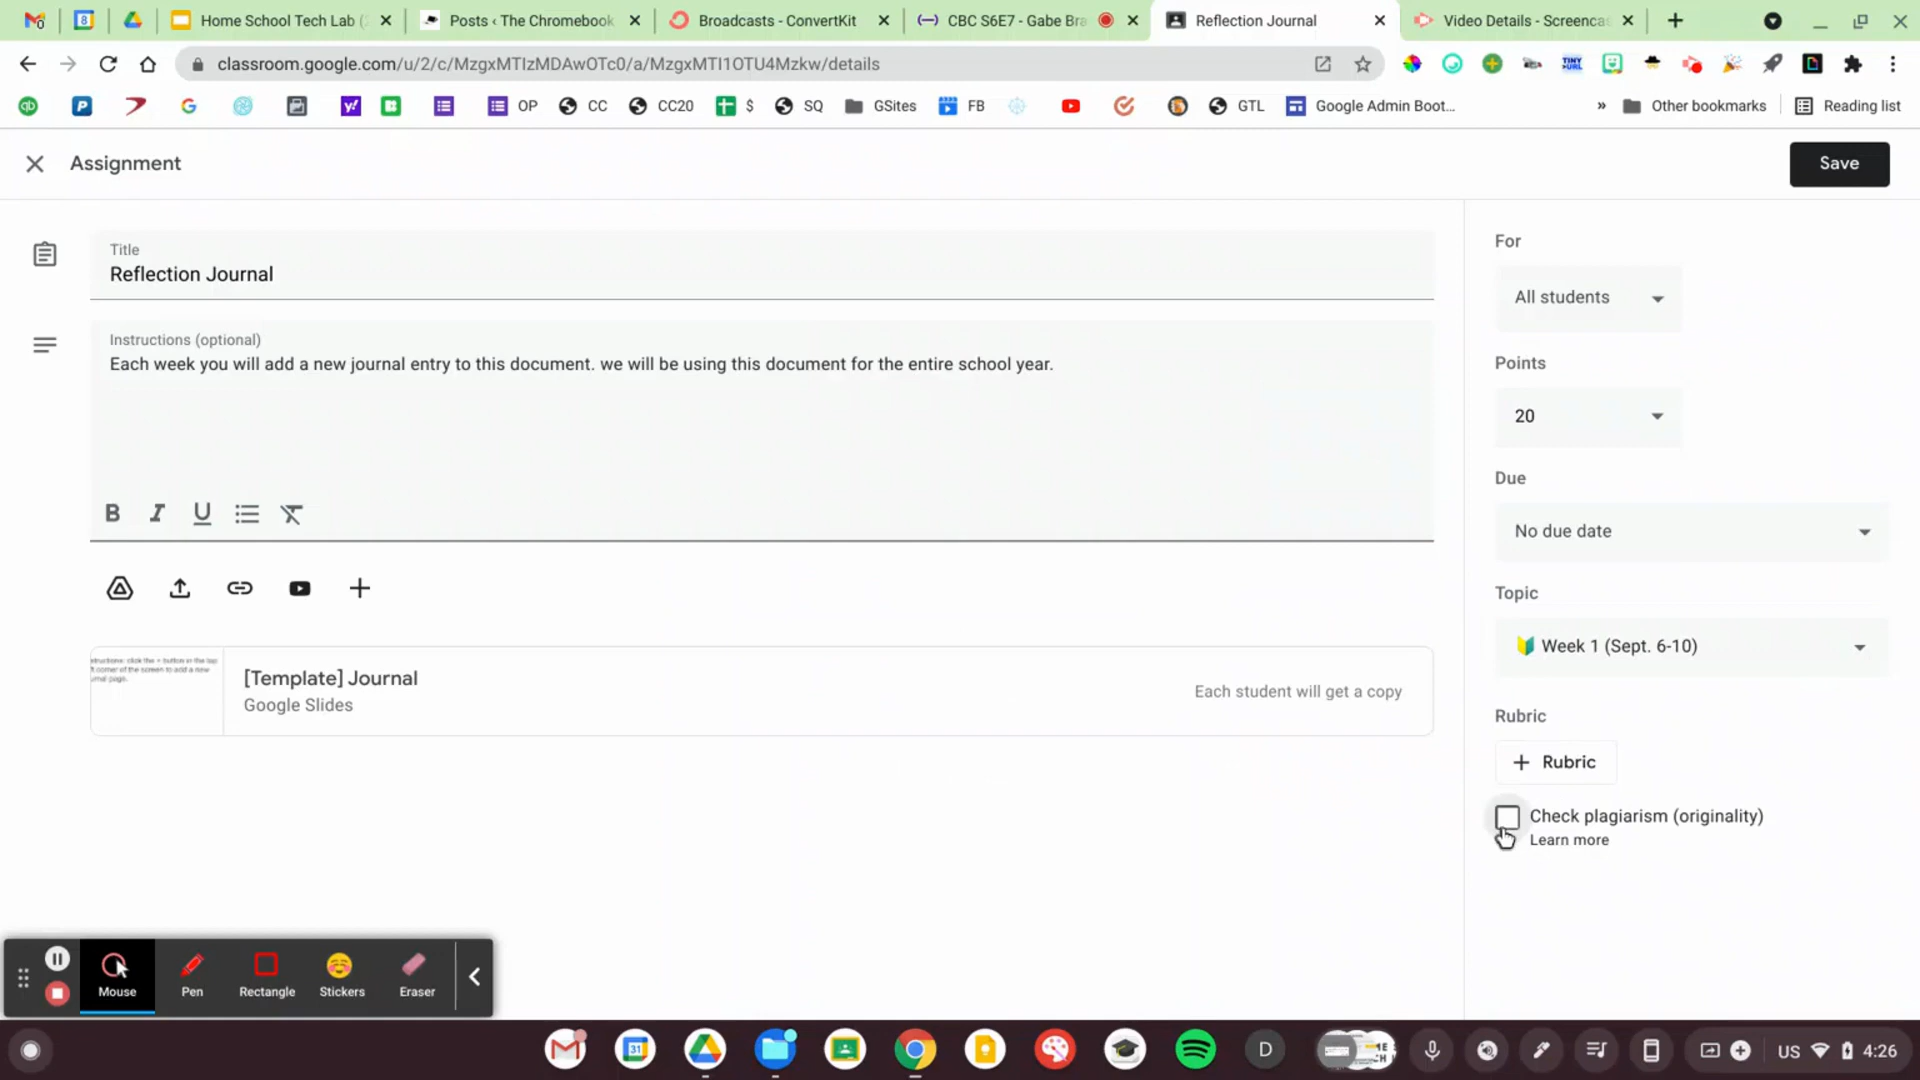 Home School Tech Lab (
Posts ‹ The Chromebook
Broadcasts - ConvertKit
CBC S6E7 - Gabe Bra
Reflection Journal
Video Details - Screencas
classroom.google.com/u/2/c/MzgxMTIzMDAwOTc0/a/MzgxMTI1OTU4Mzkw/details
OP
CC
CC20
$
SQ
GSites
FB
GTL
Google Admin Boot...
»
Other bookmarks
Reading list
Assignment
Save
Title
Reflection Journal
Instructions (optional)
Each week you will add a new journal entry to this document. we will be using this document for the entire school year.
[Template] Journal
Google Slides
Each student will get a copy
For
All students
Points
20
Due
No due date
Topic
Week 1 (Sept. 6-10)
Rubric
+ Rubric
Check plagiarism (originality)
Learn more
Mouse
Pen
Rectangle
Stickers
Eraser
31
D
US
4:26